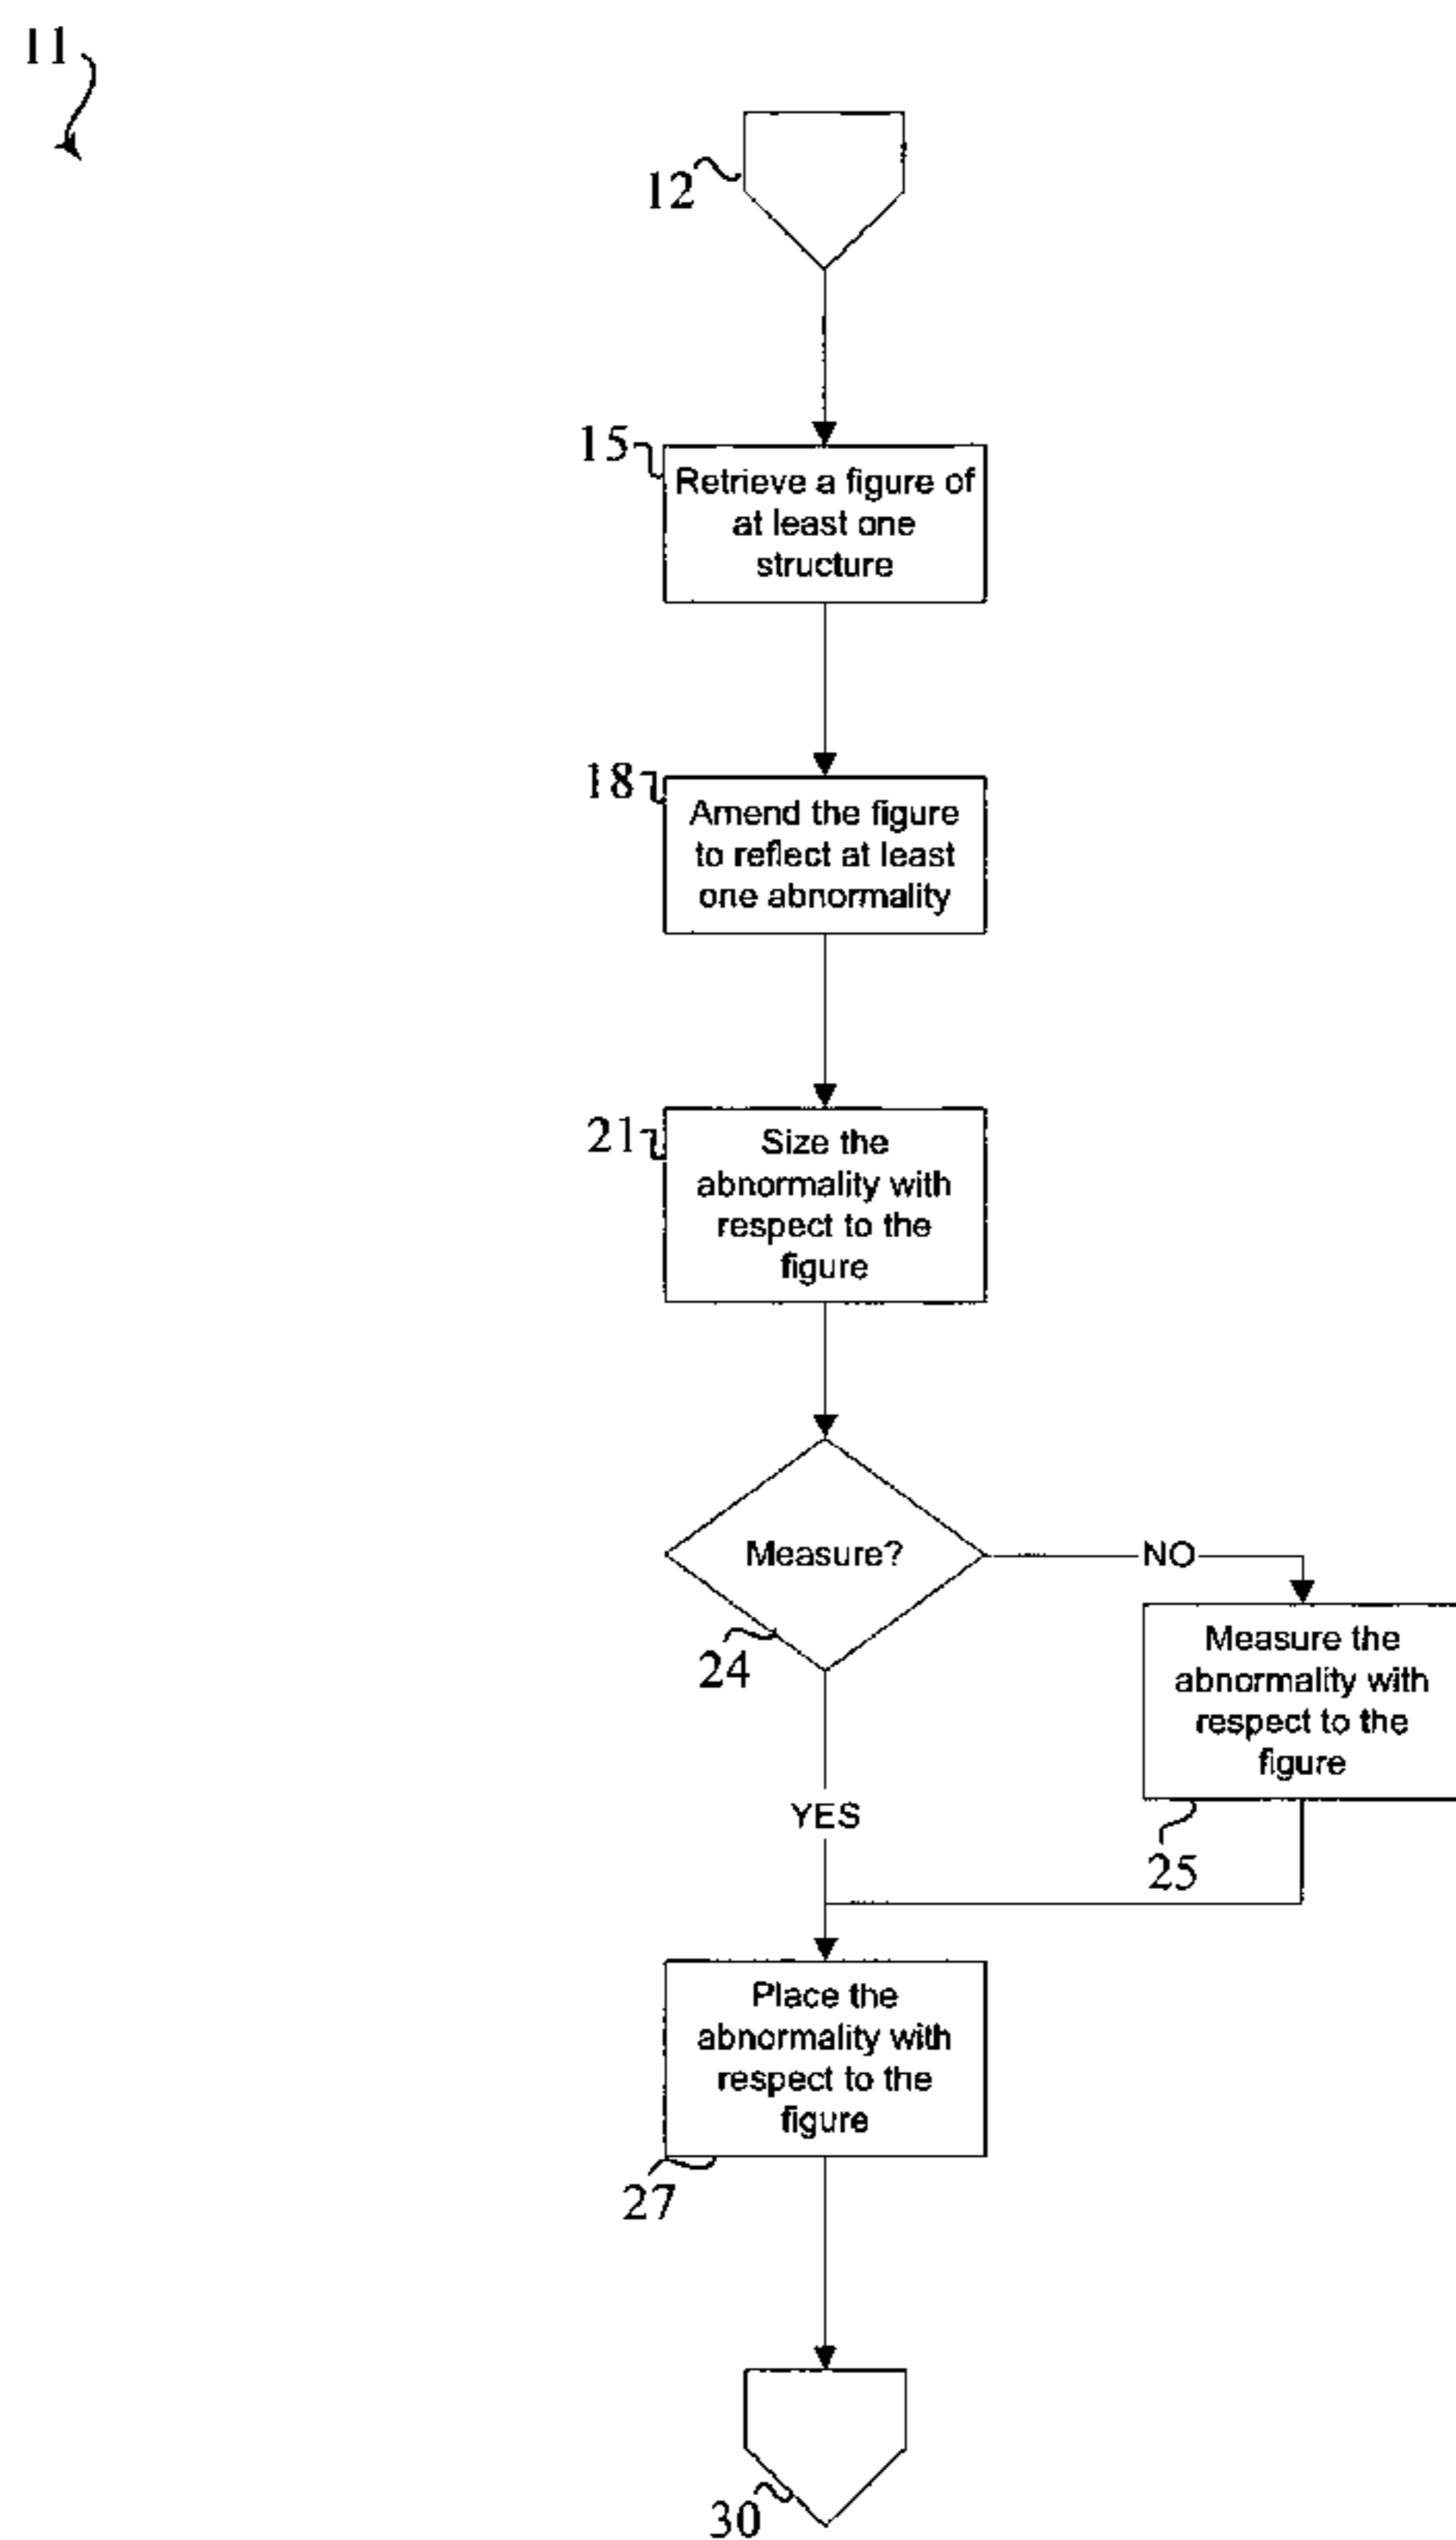 11
12
15
Retrieve a figure of
at least one
structure
18
Amend the figure
to reflect at least
one abnormality
21
Size the
abnormality with
respect to the
figure
Measure?
NO
24
Measure the
abnormality with
respect to the
figure
YES
25
Place the
abnormality with
respect to the
figure
27
30